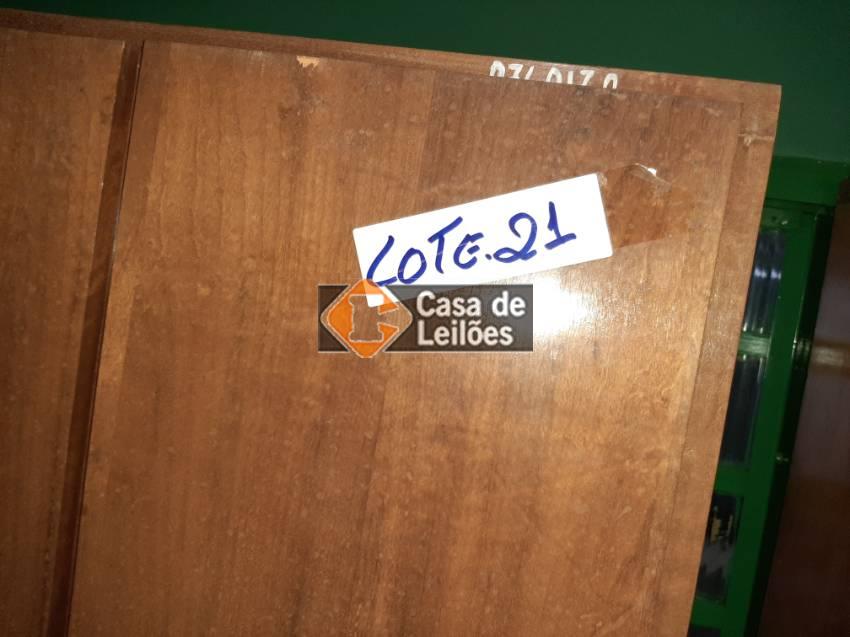 LOTE.21
Casa de
Leilões